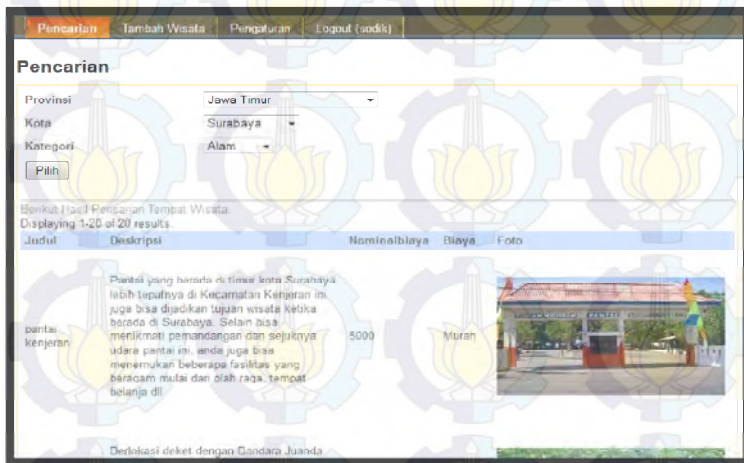 Pencarian Tambah Wisata Pengaturan Logout (sodik)
Pencarian
Provinsi Jawa Timur
Kota Surabaya
Kategori Alam
Pilih
Berikut Hasil Pencarian Tempat Wisata.
Displaying 1-20 of 20 results.
Judul Deskripsi Nominalbiaya Biaya Foto
Pantai yang berada di timur kota Surabaya
lebih tepatnya di Kecamatan Kenjeran ini
juga bisa dijadikan tujuan wisata ketika
berada di Surabaya. Selain bisa
pantai kenjeran
menikmati pemandangan dan sejuknya
5000 Murah
udara pantai ini, anda juga bisa
menemukan beberapa fasilitas yang
beragam mulai dari olah raga, tempat
belanja dll
Berlokasi deket dengan Bandara Juanda